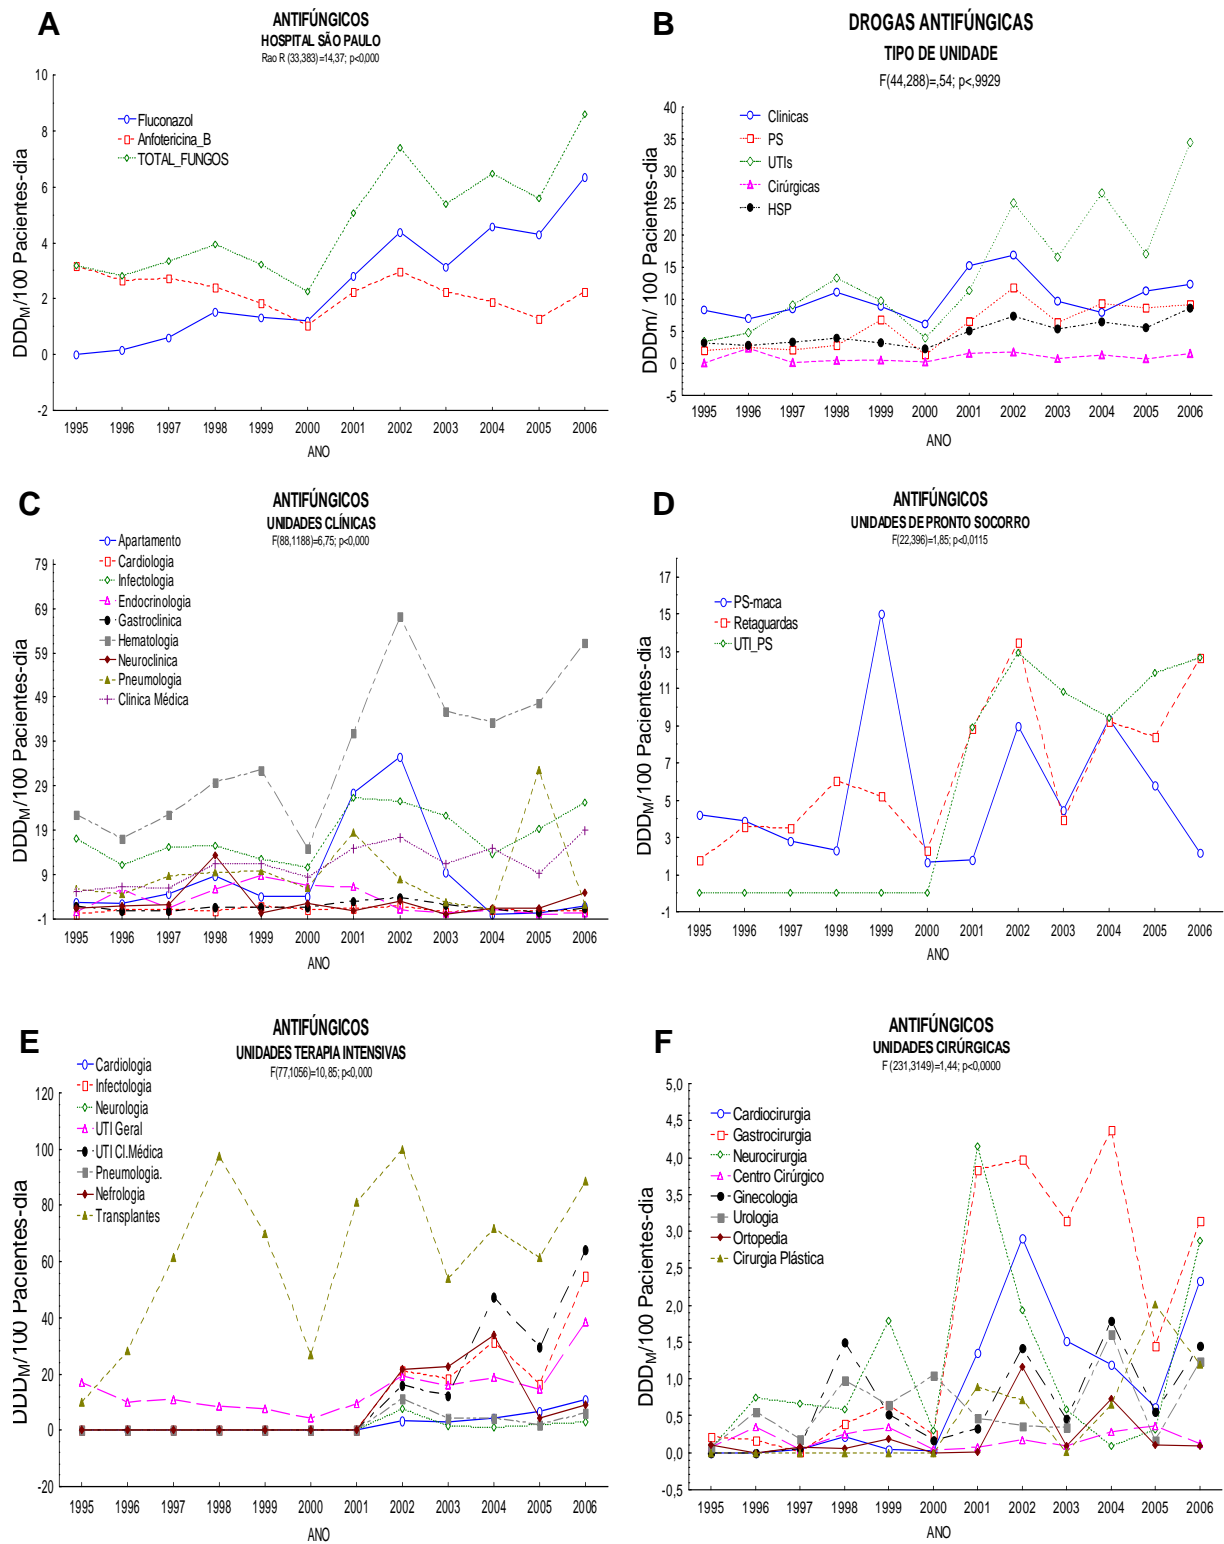 A
ANTIFÚNGICOS
HOSPITAL SÃO PAULO
Rao R (33,383)=14,37; p<0,000
Fluconazol
Anfotericina_B
TOTAL_FUNGOS
DDD_M/100 Pacientes-dia
10
8
6
4
2
0
-2
1995 1996 1997 1998 1999 2000 2001 2002 2003 2004 2005 2006
ANO
B
DROGAS ANTIFÚGICAS
TIPO DE UNIDADE
F(44,288)=,54; p<,9929
Clinicas
PS
UTIs
Cirúrgicas
HSP
DDDm/ 100 Pacientes-dia
40
35
30
25
20
15
10
5
0
-5
1995 1996 1997 1998 1999 2000 2001 2002 2003 2004 2005 2006
ANO
C
ANTIFÚNGICOS
UNIDADES CLÍNICAS
F(88,1188)=6,75; p<0,000
Apartamento
Cardiologia
Infectologia
Endocrinologia
Gastroclinica
Hematologia
Neuroclinica
Pneumologia
Clinica Médica
DDD_M/100 Pacientes-dia
79
69
59
49
39
29
19
9
-1
1995 1996 1997 1998 1999 2000 2001 2002 2003 2004 2005 2006
ANO
D
ANTIFÚNGICOS
UNIDADES DE PRONTO SOCORRO
F(22,396)=1,85; p<0,0115
PS-maca
Retaguardas
UTI_PS
DDD_M/100 Pacientes-dia
17
15
13
11
9
7
5
3
1
-1
1995 1996 1997 1998 1999 2000 2001 2002 2003 2004 2005 2006
ANO
E
ANTIFÚNGICOS
UNIDADES TERAPIA INTENSIVAS
F(77,1056)=10,85; p<0,000
Cardiologia
Infectologia
Neurologia
UTI Geral
UTI Cl.Médica
Pneumologia.
Nefrologia
Transplantes
DDD_M/100 Pacientes-dia
120
100
80
60
40
20
0
-20
1995 1996 1997 1998 1999 2000 2001 2002 2003 2004 2005 2006
ANO
F
ANTIFÚNGICOS
UNIDADES CIRÚRGICAS
F (231,3149)=1,44; p<0,0000
Cardiocirurgia
Gastrocirurgia
Neurocirurgia
Centro Cirúrgico
Ginecologia
Urologia
Ortopedia
Cirurgia Plástica
DDD_M/100 Pacientes-dia
5,0
4,5
4,0
3,5
3,0
2,5
2,0
1,5
1,0
0,5
0,0
-0,5
1995 1996 1997 1998 1999 2000 2001 2002 2003 2004 2005 2006
ANO